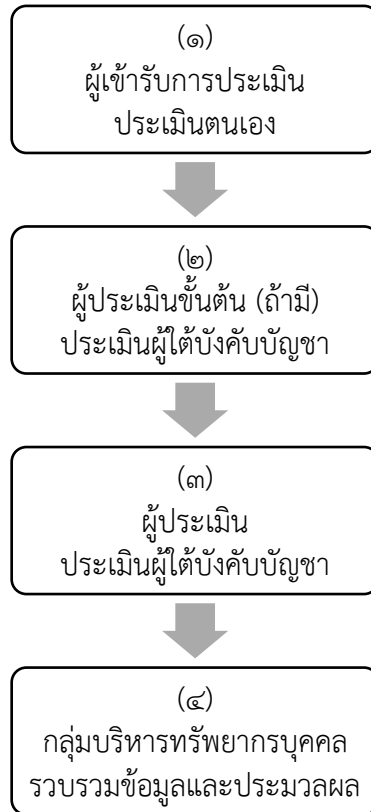 (๑)
ผู้เข้ารับการประเมิน
ประเมินตนเอง
(๒)
ผู้ประเมินขั้นต้น (ถ้ามี)
ประเมินผู้ใต้บังคับบัญชา
(๓)
ผู้ประเมิน
ประเมินผู้ใต้บังคับบัญชา
(๔)
กลุ่มบริหารทรัพยากรบุคคล
รวบรวมข้อมูลและประมวลผล